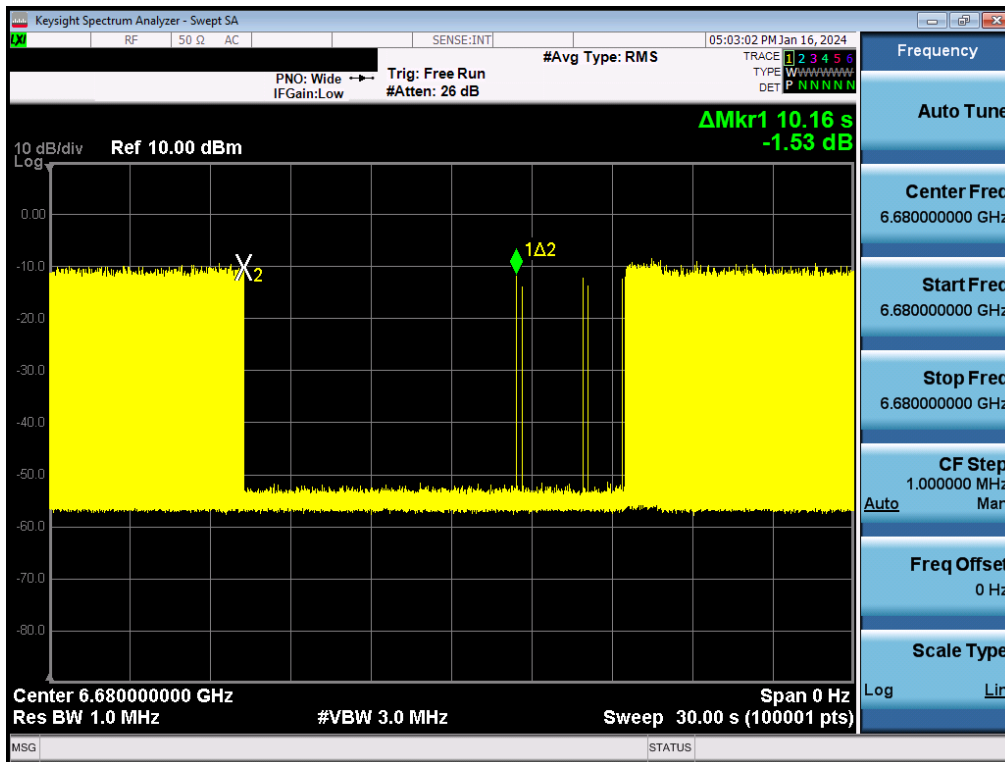 Keysight Spectrum Analyzer - Swept SA
LXI RF 50 Ω AC SENSE:INT 05:03:02 PM Jan 16, 2024
PNO: Wide
IFGain:Low
Trig: Free Run
#Atten: 26 dB
#Avg Type: RMS
TRACE 1 2 3 4 5 6
TYPE W W W W W W
DET P N N N N N
ΔMkr1 10.16 s
-1.53 dB
10 dB/div Ref 10.00 dBm
Log
0.00
-10.0
-20.0
-30.0
-40.0
-50.0
-60.0
-70.0
-80.0
1Δ2
2
Center 6.680000000 GHz Span 0 Hz
Res BW 1.0 MHz #VBW 3.0 MHz Sweep 30.00 s (100001 pts)
MSG STATUS
Frequency
Auto Tune
Center Freq
6.680000000 GHz
Start Freq
6.680000000 GHz
Stop Freq
6.680000000 GHz
CF Step
1.000000 MHz
Auto Man
Freq Offset
0 Hz
Scale Type
Log Lin